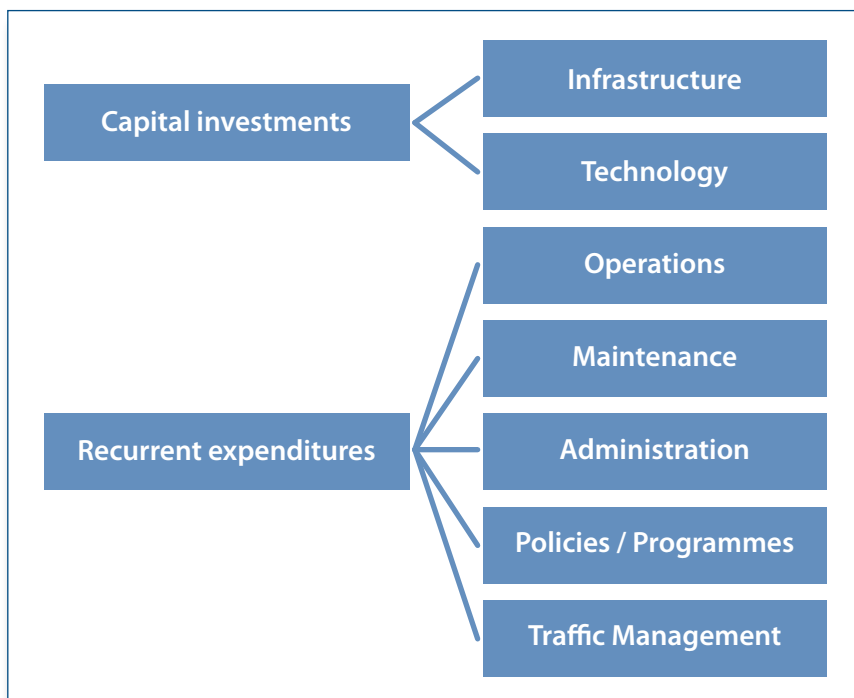 Capital investments
Infrastructure
Technology
Recurrent expenditures
Operations
Maintenance
Administration
Policies / Programmes
Traffic Management